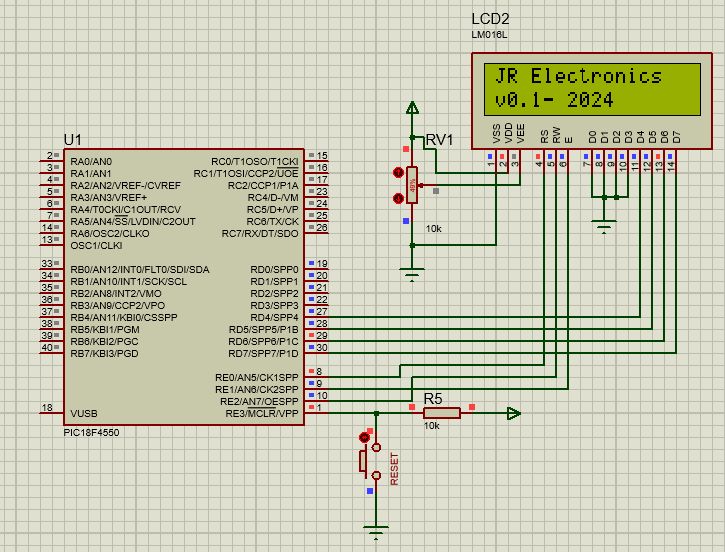 LCD2
LM016L
JR Electronics
v0.1- 2024
VSS
VDD
VEE
RS
RW
E
D0
D1
D2
D3
D4
D5
D6
D7
1
2
3
4
5
6
7
8
9
10
11
12
13
14
RV1
49%
10k
U1
2 RA0/AN0
3 RA1/AN1
4 RA2/AN2/VREF-/CVREF
5 RA3/AN3/VREF+
6 RA4/T0CKI/C1OUT/RCV
7 RA5/AN4/SS/LVDIN/C2OUT
14 RA6/OSC2/CLKO
13 OSC1/CLKI
33 RB0/AN12/INT0/FLT0/SDI/SDA
34 RB1/AN10/INT1/SCK/SCL
35 RB2/AN8/INT2/VMO
36 RB3/AN9/CCP2/VPO
37 RB4/AN11/KBI0/CSSPP
38 RB5/KBI1/PGM
39 RB6/KBI2/PGC
40 RB7/KBI3/PGD
18 VUSB
RC0/T1OSO/T1CKI 15
RC1/T1OSI/CCP2/UOE 16
RC2/CCP1/P1A 17
RC4/D-/VM 23
RC5/D+/VP 24
RC6/TX/CK 25
RC7/RX/DT/SDO 26
RD0/SPP0 19
RD1/SPP1 20
RD2/SPP2 21
RD3/SPP3 22
RD4/SPP4 27
RD5/SPP5/P1B 28
RD6/SPP6/P1C 29
RD7/SPP7/P1D 30
RE0/AN5/CK1SPP 8
RE1/AN6/CK2SPP 9
RE2/AN7/OESPP 10
RE3/MCLR/VPP 1
PIC18F4550
R5
10k
RESET